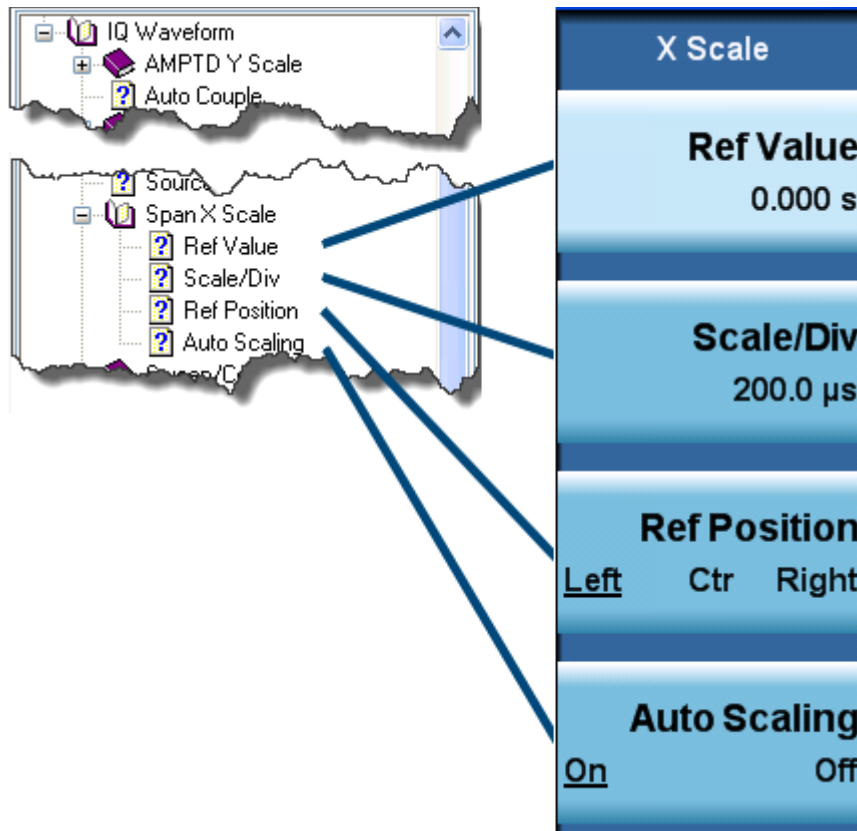 IQ Waveform
AMPTD Y Scale
Auto Couple
Source
Span X Scale
Ref Value
Scale/Div
Ref Position
Auto Scaling
X Scale
Ref Value
0.000 s
Scale/Div
200.0 µs
Ref Position
Left Ctr Right
Auto Scaling
On Off